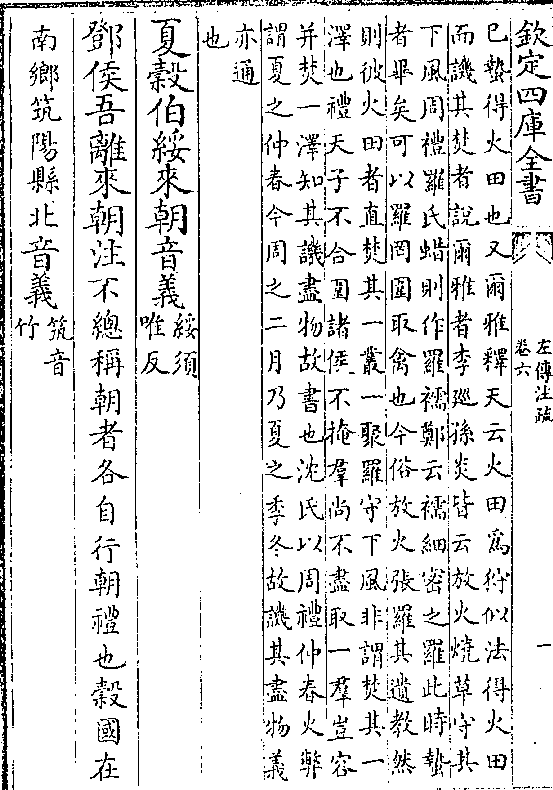 欽定四庫全書
左傳注疏
卷六
一
已蟄得火田也又爾雅釋天云火田為狩似法得火田
而譏其焚者說爾雅者李廵孫炎皆云放火燒草守其
下風周禮羅氏蜡則作羅襦鄭云襦細密之羅此時蟄
者畢矣可以羅罔圍取禽也今俗放火張羅其遺教然
則彼火田者直焚其一叢一聚羅守下風非謂焚其一
澤也禮天子不合圍諸侯不掩羣尚不盡取一羣豈容
并焚一澤知其譏盡物故書也沈氏以周禮仲春火弊
謂夏之仲春今周之二月乃夏之季冬故譏其盡物義
亦通
也
夏穀伯綏來朝音義
綏須
唯反
鄧侯吾離來朝注不總稱朝者各自行朝禮也穀國在
南鄉筑陽縣北音義
筑音
竹